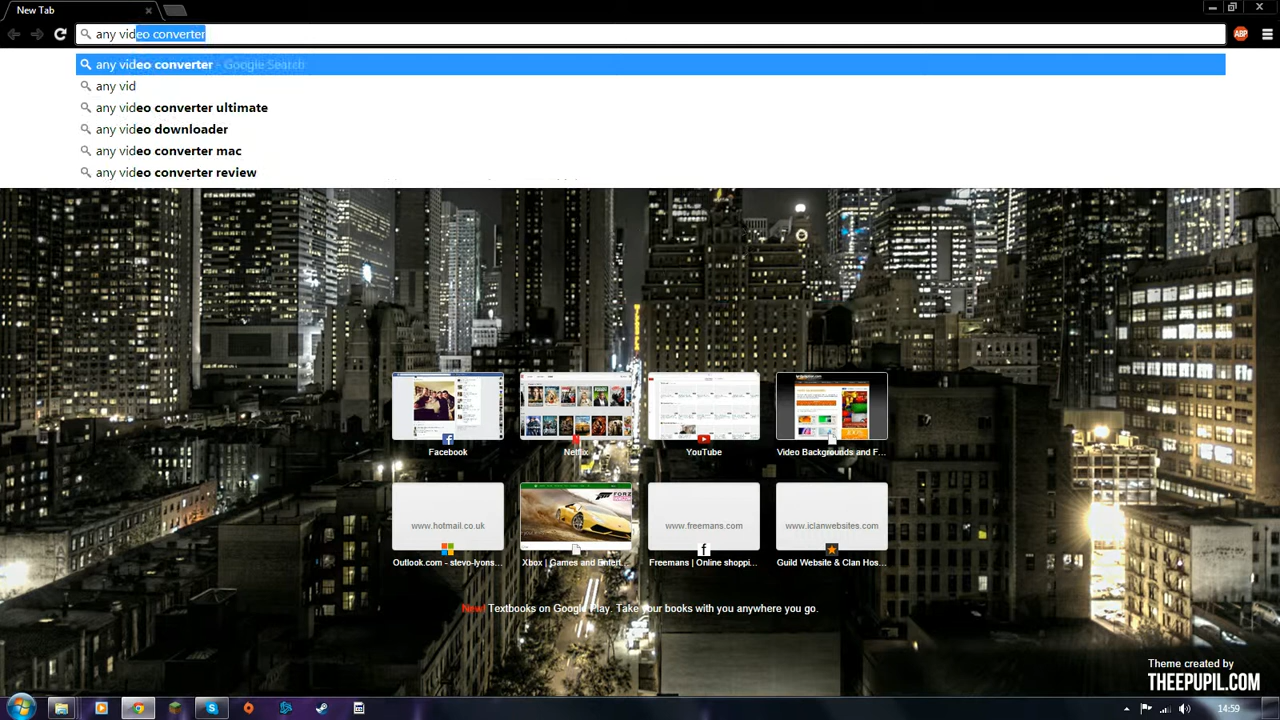 New Tab
any video converter
any video converter - Google Search
any vid
any video converter ultimate
any video downloader
any video converter mac
any video converter review
Facebook
Netflix
YouTube
Video Backgrounds and F...
www.hotmail.co.uk
FORZA
www.freemans.com
www.iclanwebsites.com
Outlook.com - stevo-lyons...
Xbox | Games and Entert...
Freemans | Online shoppi...
Guild Website & Clan Hos...
New! Textbooks on Google Play. Take your books with you anywhere you go.
Theme created by
THEEPUPIL.COM
ABP
14:59